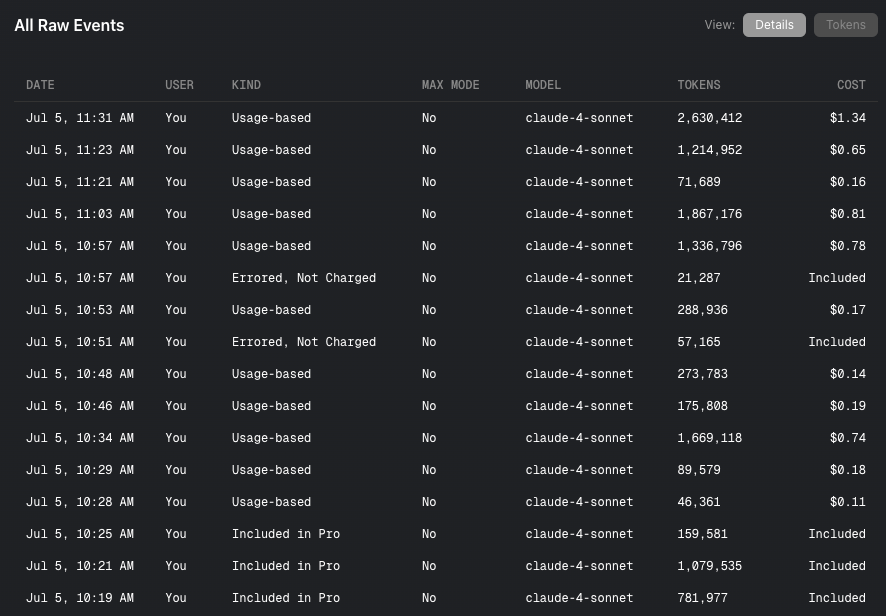 All Raw Events View: Details Tokens
DATE USER KIND MAX MODE MODEL TOKENS COST
Jul 5, 11:31 AM You Usage-based No claude-4-sonnet 2,630,412 $1.34
Jul 5, 11:23 AM You Usage-based No claude-4-sonnet 1,214,952 $0.65
Jul 5, 11:21 AM You Usage-based No claude-4-sonnet 71,689 $0.16
Jul 5, 11:03 AM You Usage-based No claude-4-sonnet 1,867,176 $0.81
Jul 5, 10:57 AM You Usage-based No claude-4-sonnet 1,336,796 $0.78
Jul 5, 10:57 AM You Errored, Not Charged No claude-4-sonnet 21,287 Included
Jul 5, 10:53 AM You Usage-based No claude-4-sonnet 288,936 $0.17
Jul 5, 10:51 AM You Errored, Not Charged No claude-4-sonnet 57,165 Included
Jul 5, 10:48 AM You Usage-based No claude-4-sonnet 273,783 $0.14
Jul 5, 10:46 AM You Usage-based No claude-4-sonnet 175,808 $0.19
Jul 5, 10:34 AM You Usage-based No claude-4-sonnet 1,669,118 $0.74
Jul 5, 10:29 AM You Usage-based No claude-4-sonnet 89,579 $0.18
Jul 5, 10:28 AM You Usage-based No claude-4-sonnet 46,361 $0.11
Jul 5, 10:25 AM You Included in Pro No claude-4-sonnet 159,581 Included
Jul 5, 10:21 AM You Included in Pro No claude-4-sonnet 1,079,535 Included
Jul 5, 10:19 AM You Included in Pro No claude-4-sonnet 781,977 Included